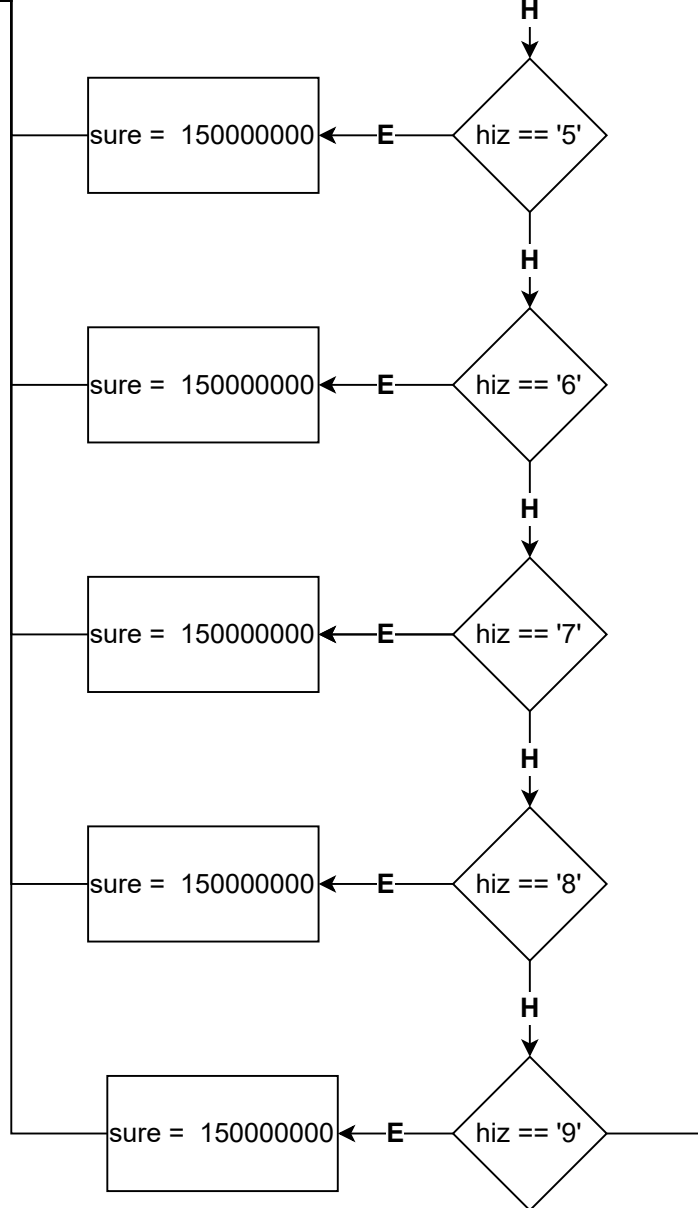 H
sure =  150000000
E
hiz == '5'
H
sure =  150000000
E
hiz == '6'
H
sure =  150000000
E
hiz == '7'
H
sure =  150000000
E
hiz == '8'
H
sure =  150000000
E
hiz == '9'